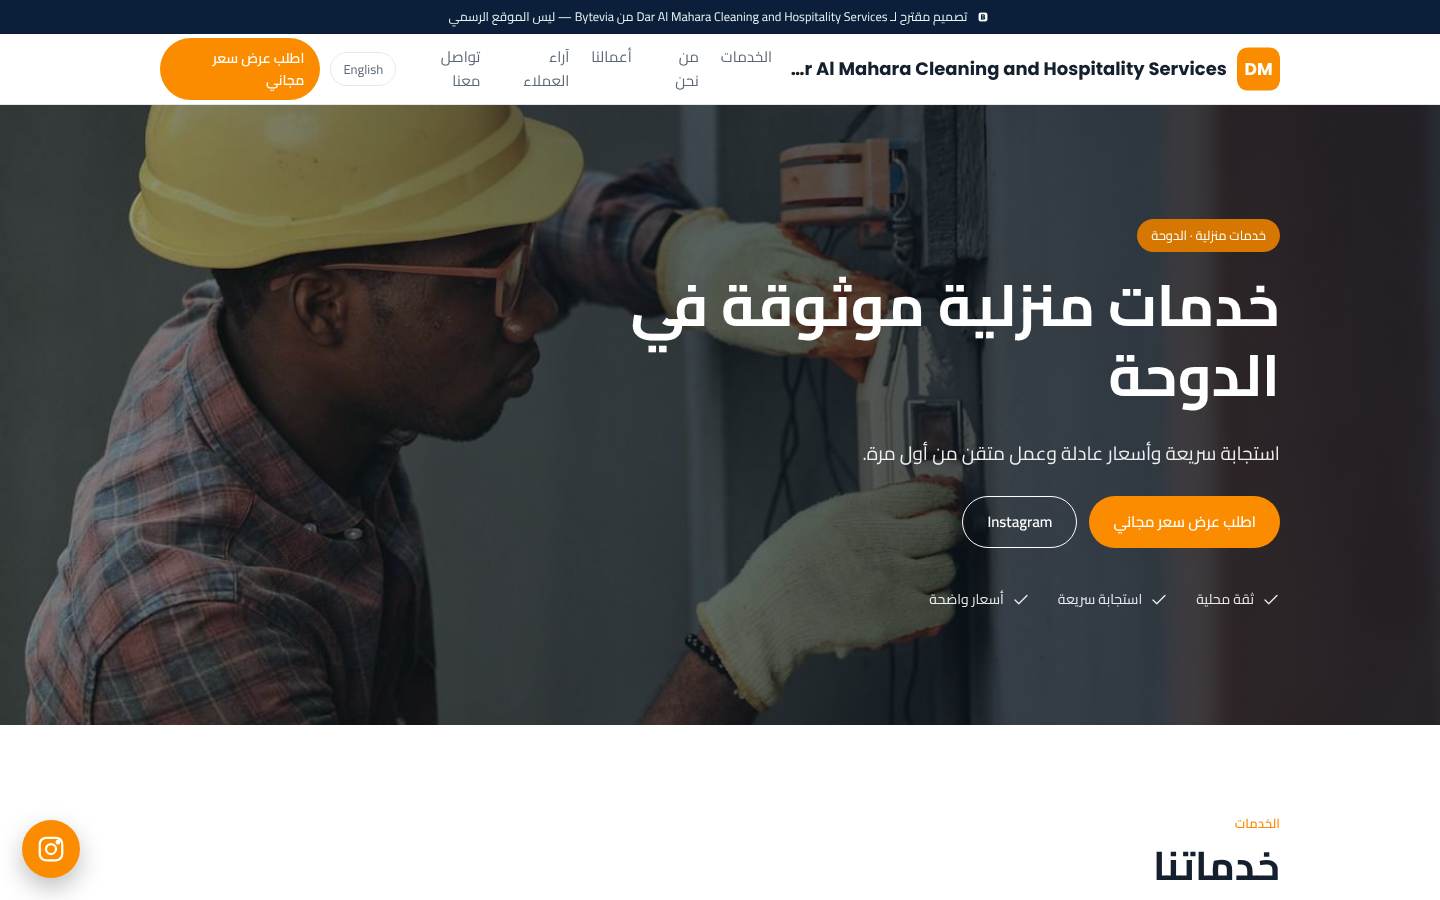 تصميم مقترح لـ Dar Al Mahara Cleaning and Hospitality Services من Bytevia — ليس الموقع الرسمي
DM
...r Al Mahara Cleaning and Hospitality Services
الخدمات
أعمالنا
من
نحن
آراء
العملاء
تواصل
معنا
English
اطلب عرض سعر
مجاني
خدمات منزلية · الدوحة
خدمات منزلية موثوقة في
الدوحة
استجابة سريعة وأسعار عادلة وعمل متقن من أول مرة.
اطلب عرض سعر مجاني
Instagram
ثقة محلية
استجابة سريعة
أسعار واضحة
الخدمات
خدماتنا